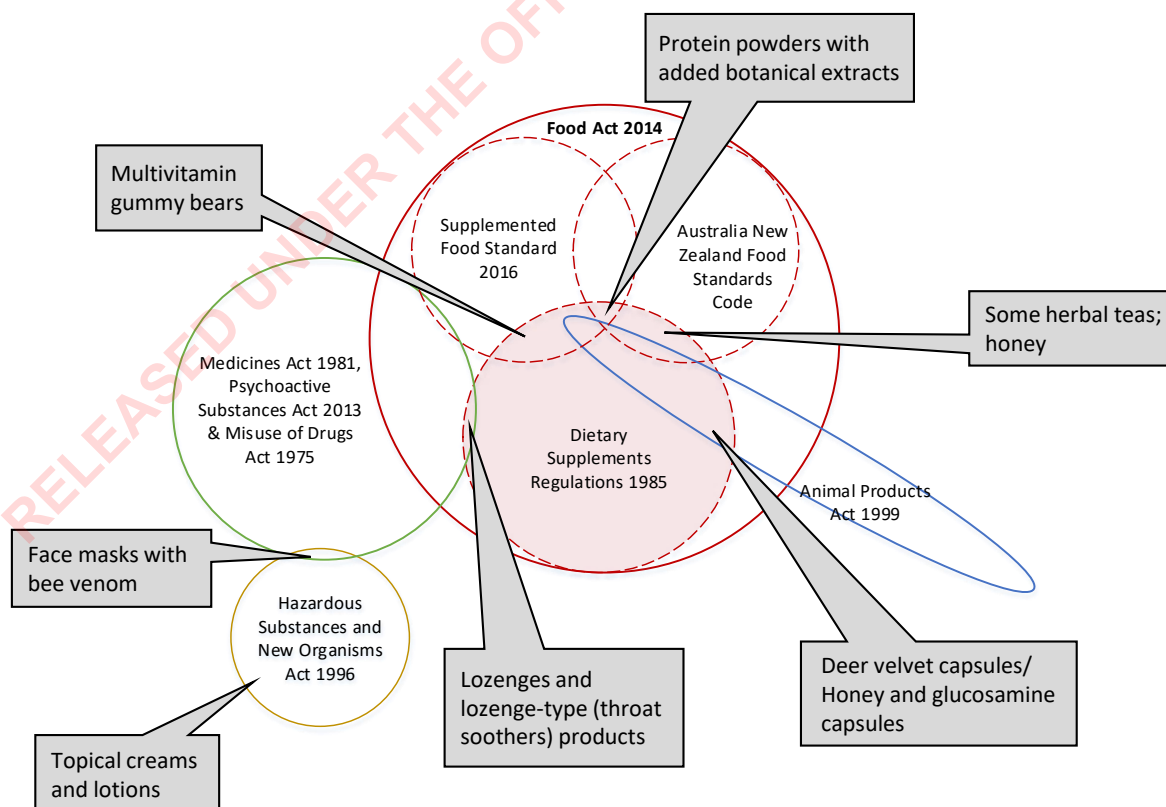 Protein powders with
added botanical extracts
Food Act 2014
Multivitamin
gummy bears
Supplemented
Food Standard
2016
Australia New
Zealand Food
Standards
Code
Some herbal teas;
honey
Medicines Act 1981,
Psychoactive
Substances Act 2013
& Misuse of Drugs
Act 1975
Dietary
Supplements
Regulations 1985
Animal Products
Act 1999
Face masks with
bee venom
Hazardous
Substances and
New Organisms
Act 1996
Lozenges and
lozenge-type (throat
soothers) products
Deer velvet capsules/
Honey and glucosamine
capsules
Topical creams
and lotions
RELEASED UNDER THE